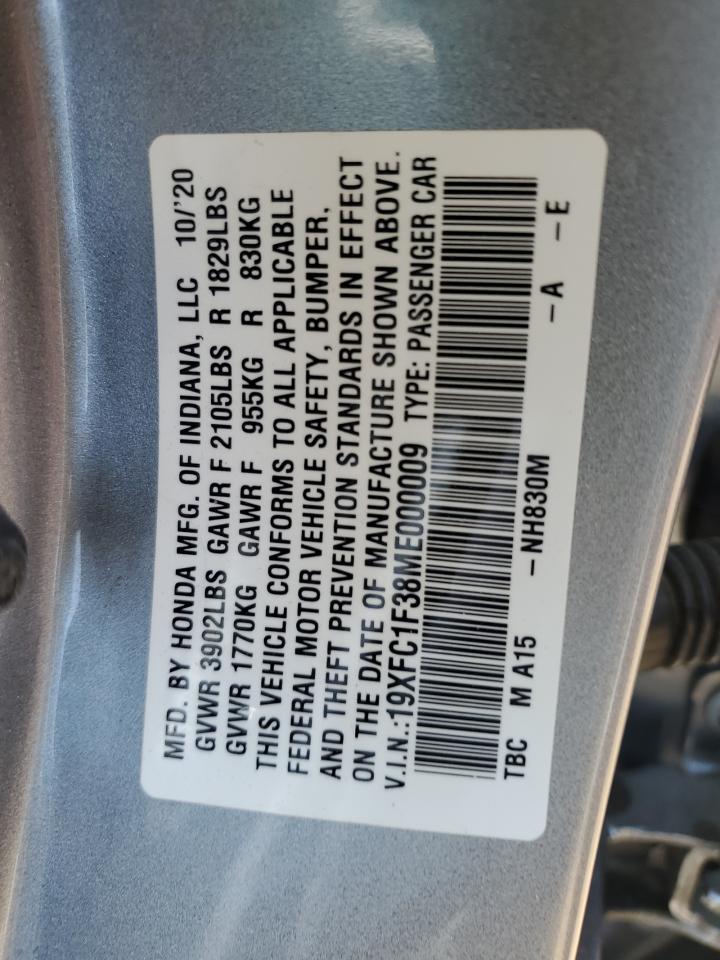 MFD. BY HONDA MFG. OF INDIANA, LLC 10/'20
GVWR 3902LBS GAWR F 2105LBS R 1829LBS
GVWR 1770KG GAWR F 955KG R 830KG
THIS VEHICLE CONFORMS TO ALL APPLICABLE
FEDERAL MOTOR VEHICLE SAFETY, BUMPER,
AND THEFT PREVENTION STANDARDS IN EFFECT
ON THE DATE OF MANUFACTURE SHOWN ABOVE.
V.I.N.:19XFC1F38ME000009 TYPE: PASSENGER CAR
TBC M A15 -NH830M -A -E